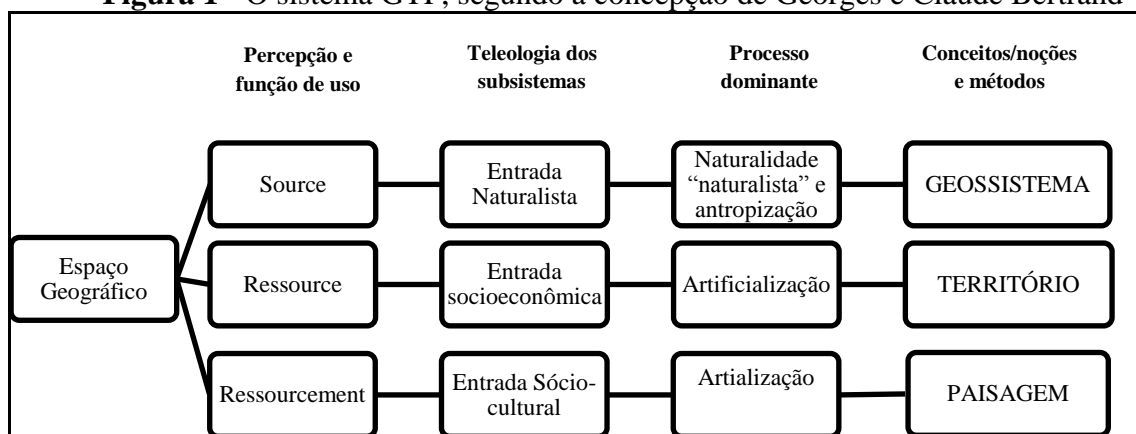 Figura 1 - O sistema GTP, segundo a concepção de Georges e Claude Bertrand
Percepção e
função de uso
Teleologia dos
subsistemas
Processo
dominante
Conceitos/noções
e métodos
Espaço
Geográfico
Source
Entrada
Naturalista
Naturalidade
“naturalista” e
antropização
GEOSSISTEMA
Ressource
Entrada
socioeconômica
Artificialização
TERRITÓRIO
Ressourcement
Entrada Sócio-
cultural
Artialização
PAISAGEM